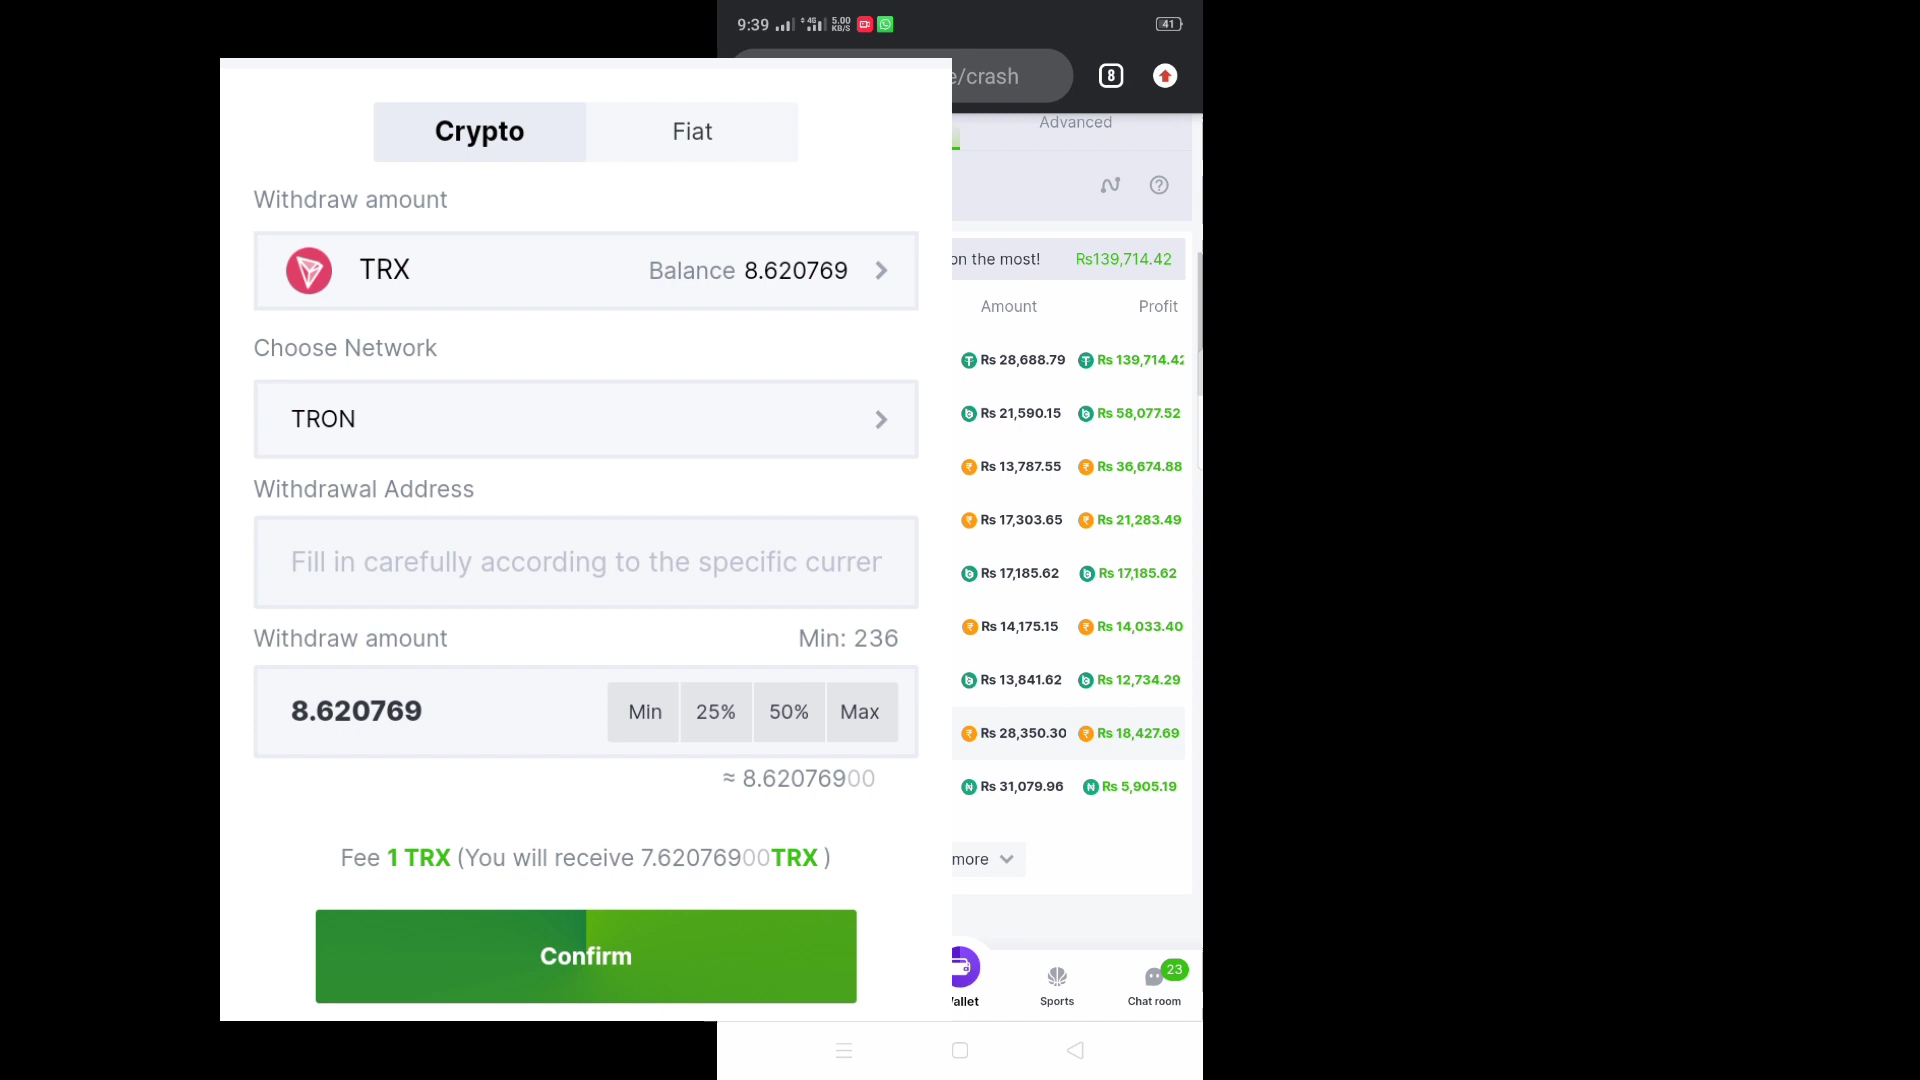 9:39 4G 5.00 KB/S 41
e/crash 8
Crypto Fiat
Advanced
Withdraw amount
TRX Balance 8.620769
on the most! Rs139,714.42
Amount Profit
Choose Network
Rs 28,688.79 Rs 139,714.42
TRON
Rs 21,590.15 Rs 58,077.52
Rs 13,787.55 Rs 36,674.88
Withdrawal Address
Rs 17,303.65 Rs 21,283.49
Fill in carefully according to the specific currer
Rs 17,185.62 Rs 17,185.62
Withdraw amount Min: 236
Rs 14,175.15 Rs 14,033.40
8.620769 Min 25% 50% Max
Rs 13,841.62 Rs 12,734.29
Rs 28,350.30 Rs 18,427.69
≈ 8.62076900
Rs 31,079.96 Rs 5,905.19
Fee 1 TRX (You will receive 7.62076900TRX )
more
Confirm
23
allet Sports Chat room